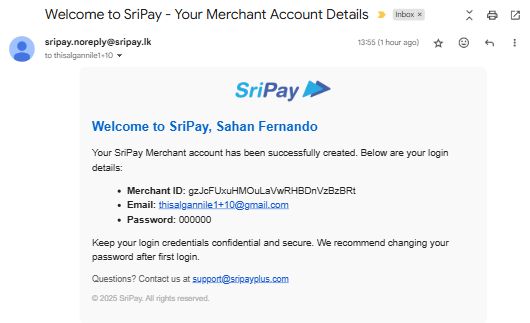 Welcome to SriPay - Your Merchant Account Details
Inbox ×
sripay.noreply@sripay.lk
13:55 (1 hour ago)
to thisalgannile1+10
SriPay
Welcome to SriPay, Sahan Fernando
Your SriPay Merchant account has been successfully created. Below are your login
details:
• Merchant ID: gzJcFUxuHMOuLaVwRHBDnVzBzBRt
• Email: thisalgannile1+10@gmail.com
• Password: 000000
Keep your login credentials confidential and secure. We recommend changing your
password after first login.
Questions? Contact us at support@sripayplus.com
© 2025 SriPay. All rights reserved.